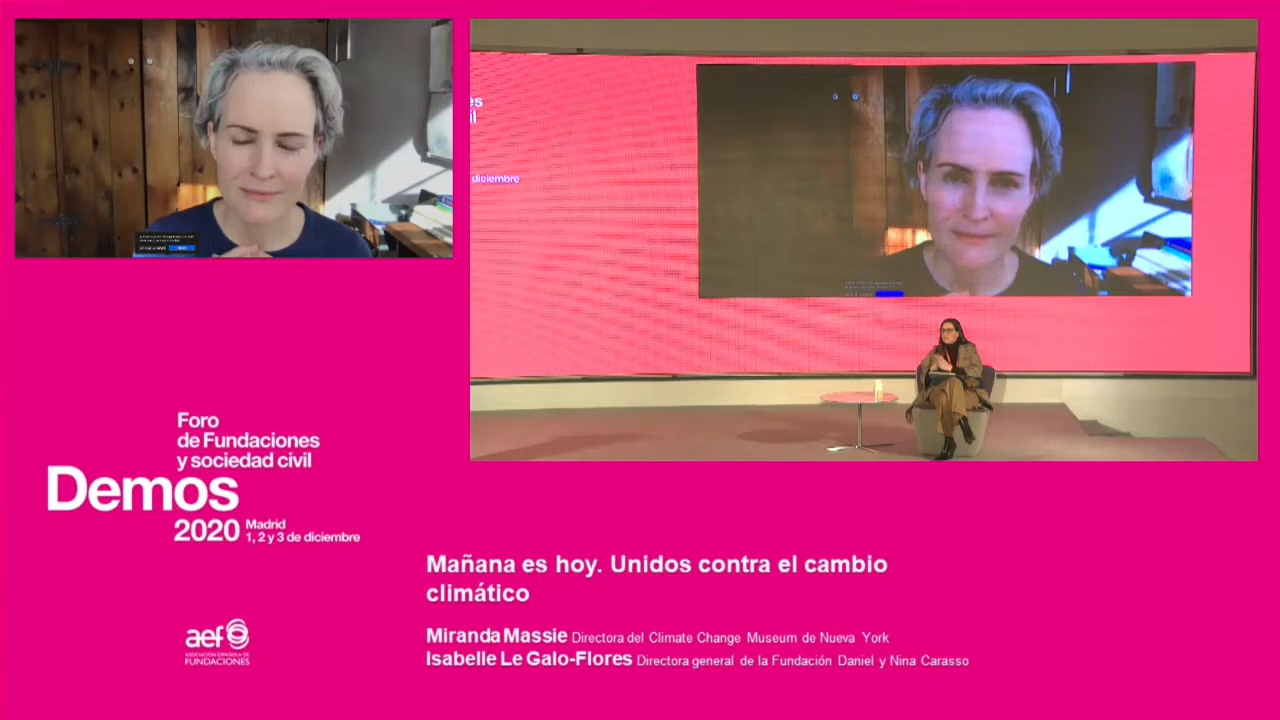 es
il
diciembre
Foro
de Fundaciones
y sociedad civil
Demos
2020 Madrid
1, 2 y 3 de diciembre
aef
ASOCIACIÓN ESPAÑOLA DE
FUNDACIONES
Mañana es hoy. Unidos contra el cambio
climático
Miranda Massie Directora del Climate Change Museum de Nueva York
Isabelle Le Galo-Flores Directora general de la Fundación Daniel y Nina Carasso